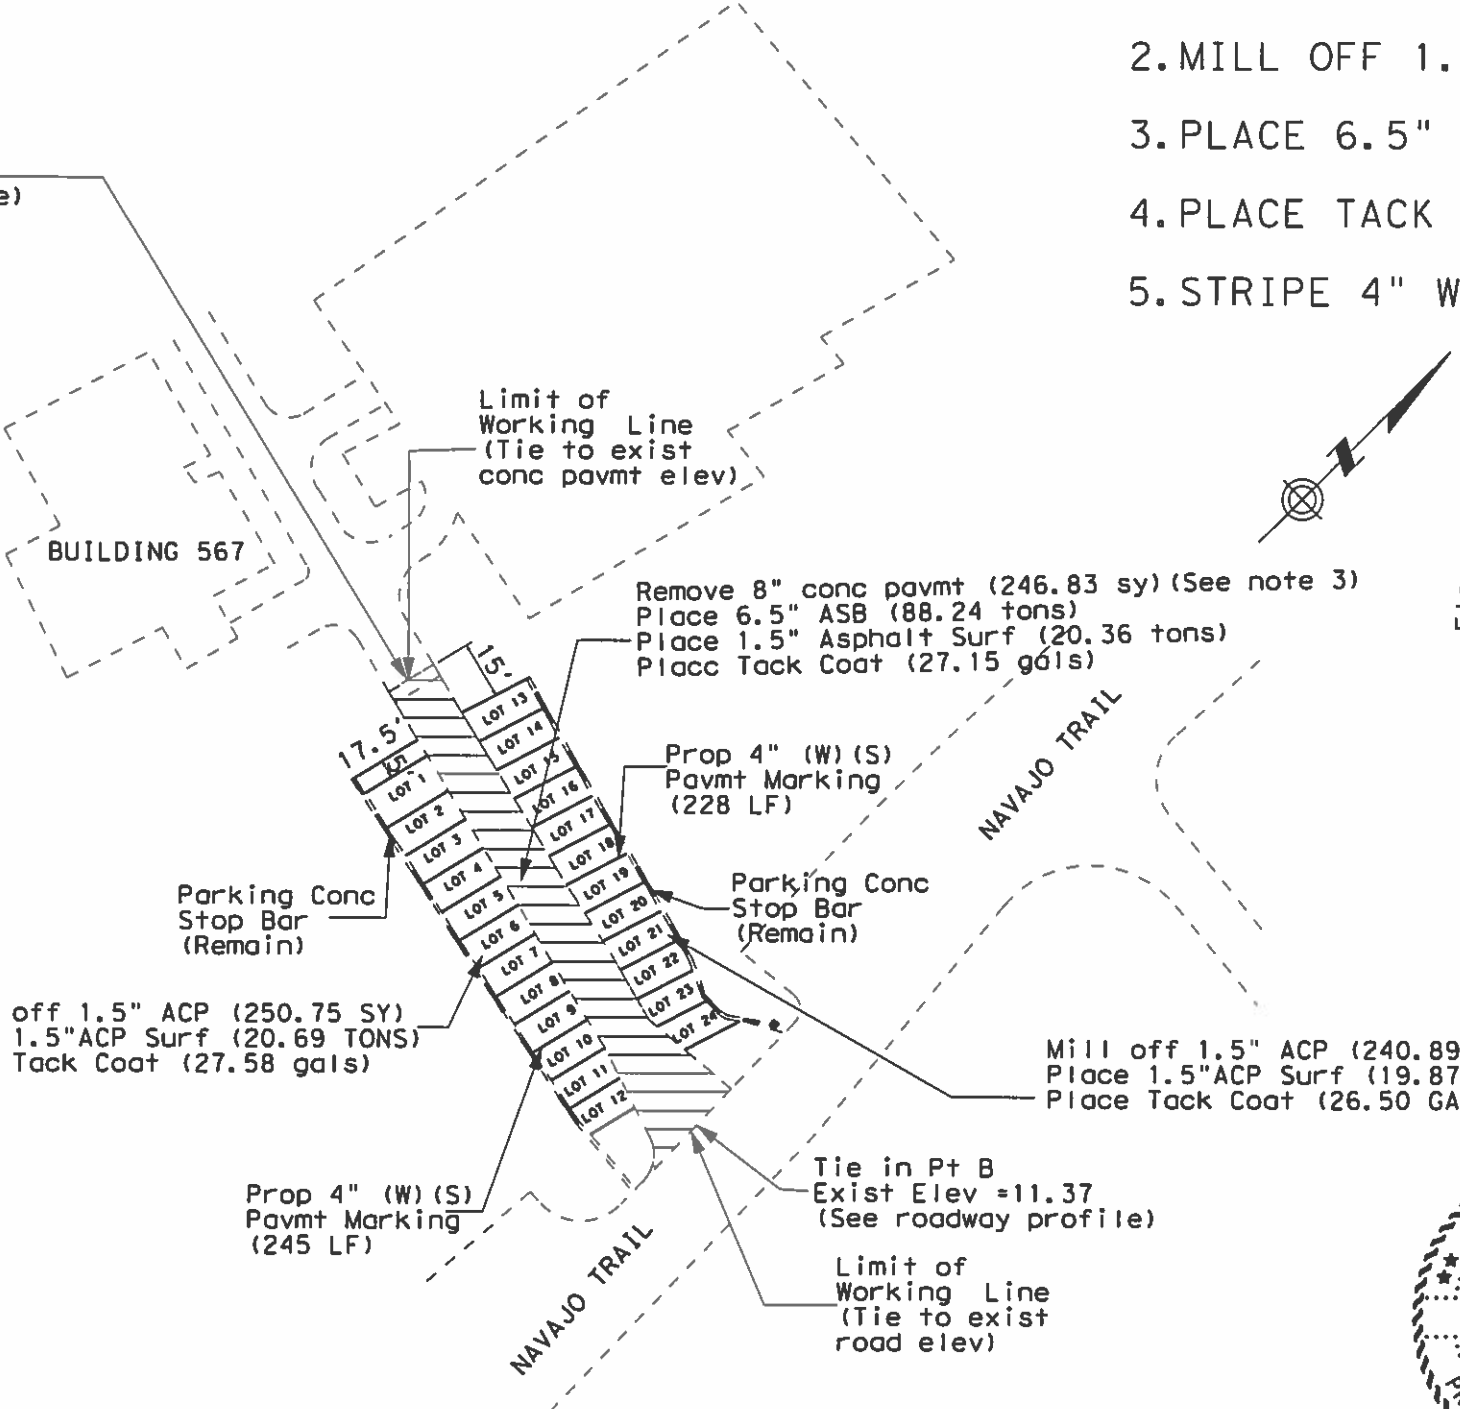 2.MILL OFF 1.
3.PLACE 6.5"
4.PLACE TACK
5.STRIPE 4" W
e)
Limit of
Working Line
(Tie to exist
conc pavmt elev)
BUILDING 567
Remove 8" conc pavmt (246.83 sy)(See note 3)
Place 6.5" ASB (88.24 tons)
Place 1.5" Asphalt Surf (20.36 tons)
Placc Tack Coat (27.15 gals)
15'
17.5'
LOT 1
LOT 2
LOT 3
LOT 4
LOT 5
LOT 6
LOT 7
LOT 8
LOT 9
LOT 10
LOT 11
LOT 12
LOT 13
LOT 14
LOT 15
LOT 16
LOT 17
LOT 18
LOT 19
LOT 20
LOT 21
LOT 22
LOT 23
LOT 24
Prop 4" (W)(S)
Pavmt Marking
(228 LF)
NAVAJO TRAIL
Parking Conc
Stop Bar
(Remain)
Parking Conc
Stop Bar
(Remain)
off 1.5" ACP (250.75 SY)
1.5"ACP Surf (20.69 TONS)
Tack Coat (27.58 gals)
Mill off 1.5" ACP (240.89
Place 1.5"ACP Surf (19.87
Place Tack Coat (26.50 GA
Prop 4" (W)(S)
Pavmt Marking
(245 LF)
Tie in Pt B
Exist Elev =11.37
(See roadway profile)
Limit of
Working Line
(Tie to exist
road elev)
NAVAJO TRAIL